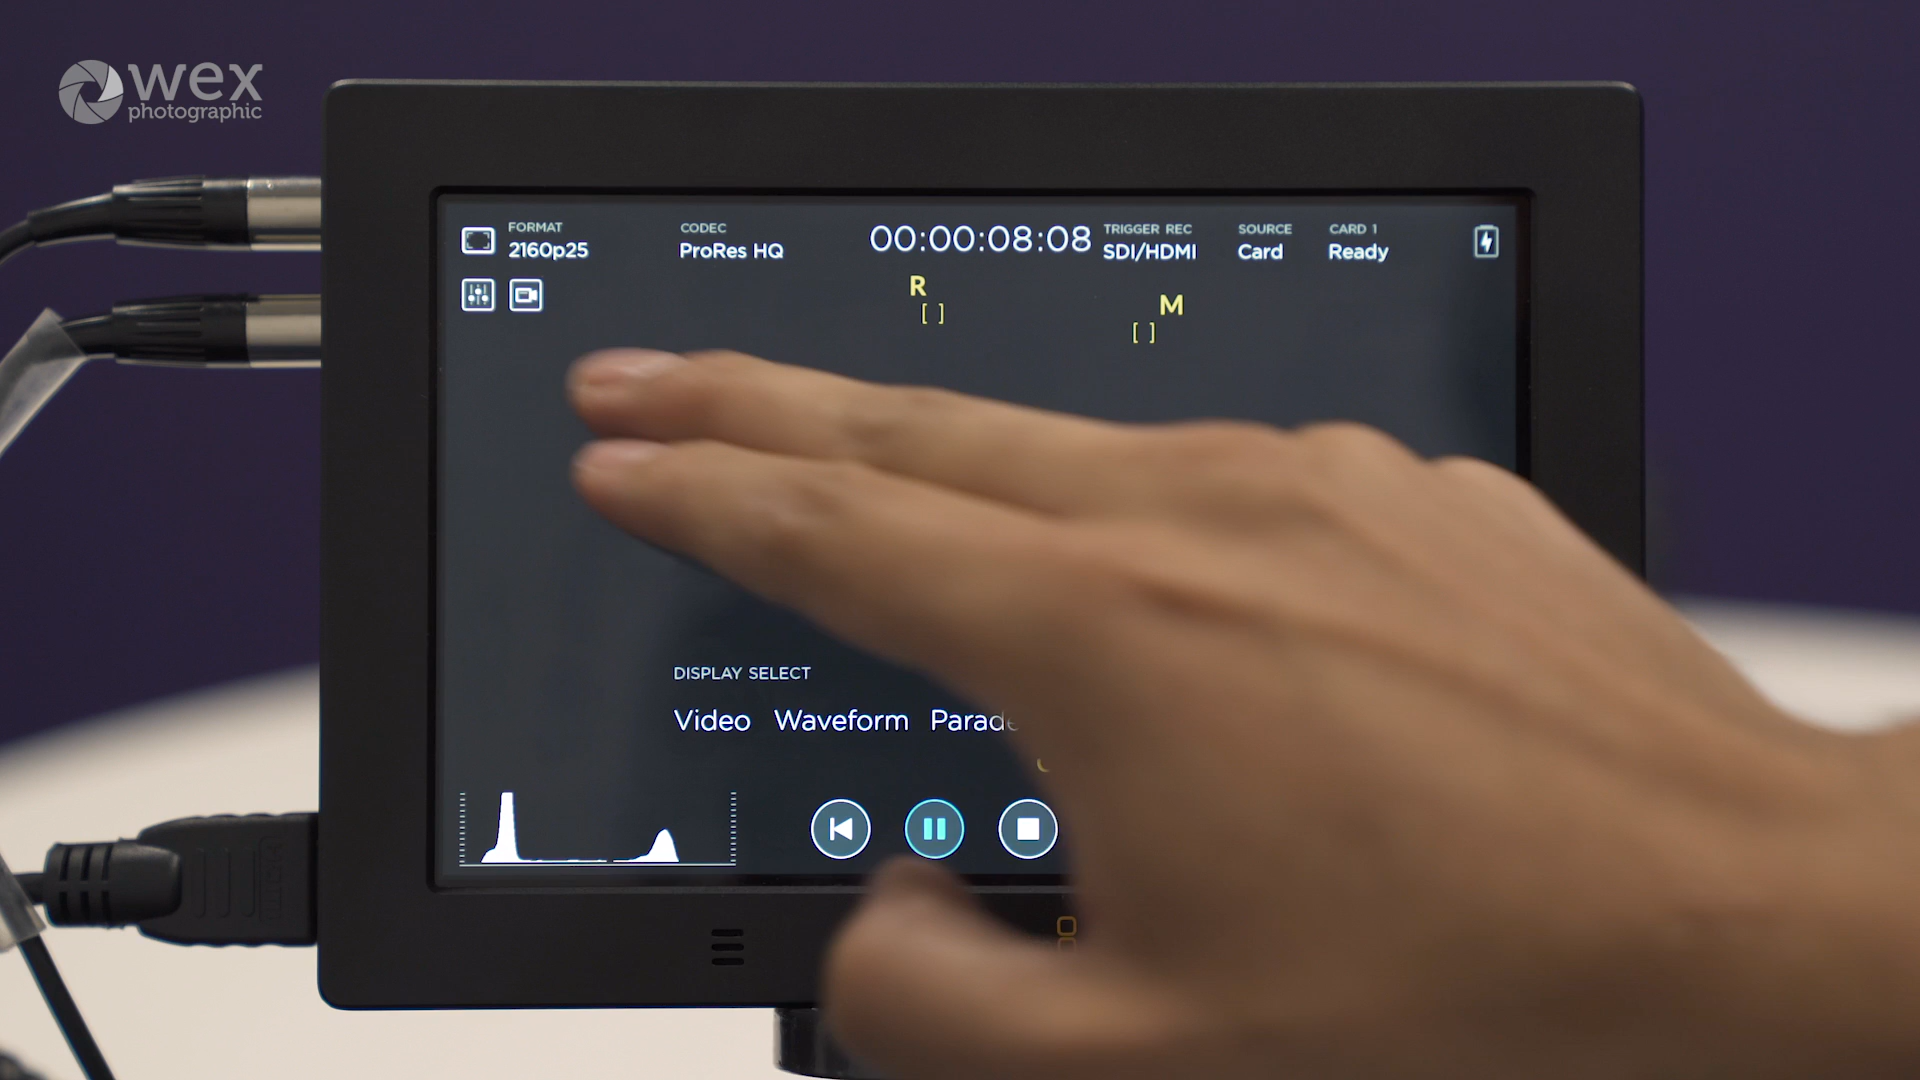 wex
photographic
FORMAT
2160p25
CODEC
ProRes HQ
00:00:08:08
TRIGGER REC
SDI/HDMI
SOURCE
Card
CARD 1
Ready
R
[ ]
M
[ ]
DISPLAY SELECT
Video Waveform